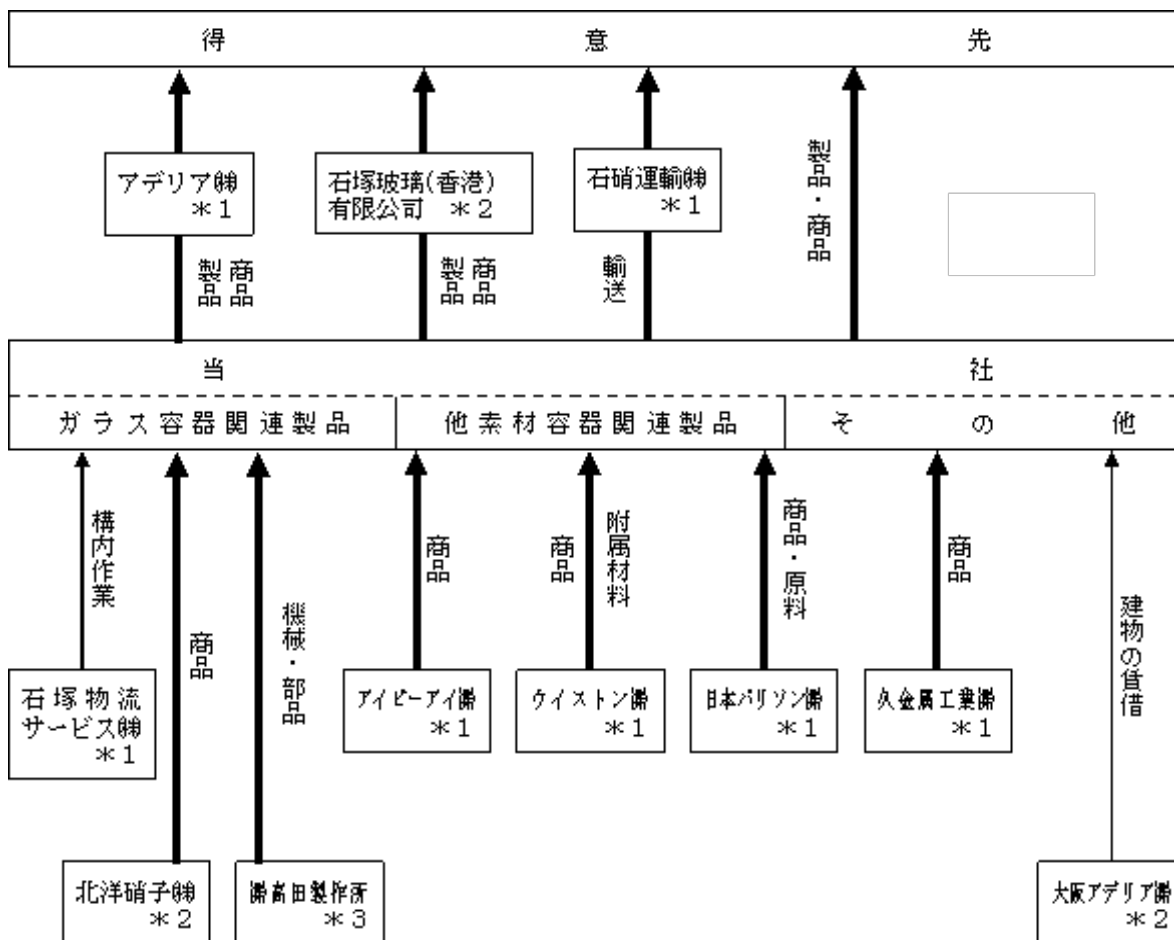 得意先
アデリア㈱
＊１
石塚玻璃(香港)
有限公司　＊２
石硝運輸㈱
＊１
製品・商品
商品
製品
商品
製品
輸送
当社
ガラス容器関連製品
他素材容器関連製品
その他
構内作業
商品
機械・部品
商品
商品
附属材料
商品・原料
商品
建物の賃借
石塚物流
サービス㈱
＊１
アイピーアイ㈱
＊１
ウイストン㈱
＊１
日本パリソン㈱
＊１
久金属工業㈱
＊１
北洋硝子㈱
＊２
㈱高田製作所
＊３
大阪アデリア㈱
＊２